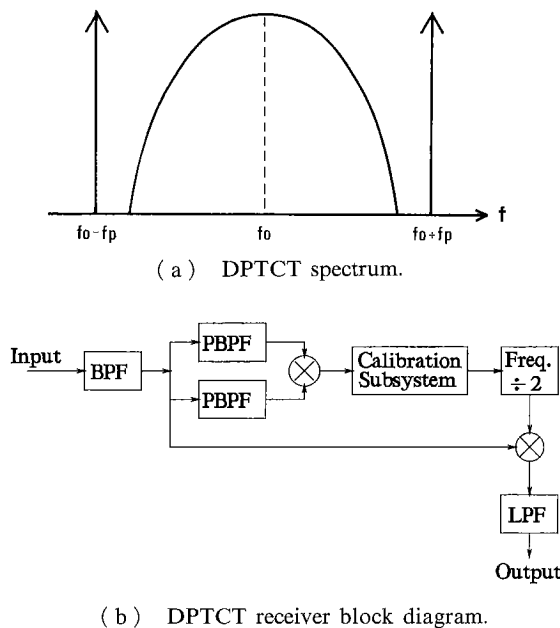 f
fo-fp
fo
fo+fp
(a) DPTCT spectrum.
Input
BPF
PBPF
PBPF
Calibration
Subsystem
Freq.
÷ 2
LPF
Output
(b) DPTCT receiver block diagram.